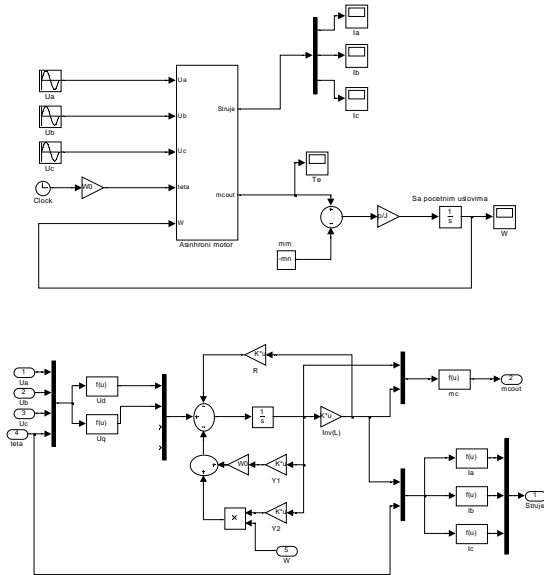 Ia
Ib
Ic
Ua
Ub
Uc
Clock
W0
Ua
Ub
Uc
teta
W
Struje
mcout
Asinhroni motor
Te
mm
-mn
+
-
p/J
Sa pocetnim uslovima
1
s
W
1
Ua
2
Ub
3
Uc
4
teta
f(u)
Ud
f(u)
Uq
K*u
R
-
-
-
1
s
K*u
Inv(L)
+
+
W0
K*u
Y1
K*u
Y2
×
5
W
f(u)
mc
2
mcout
f(u)
Ia
f(u)
Ib
f(u)
Ic
1
Struje